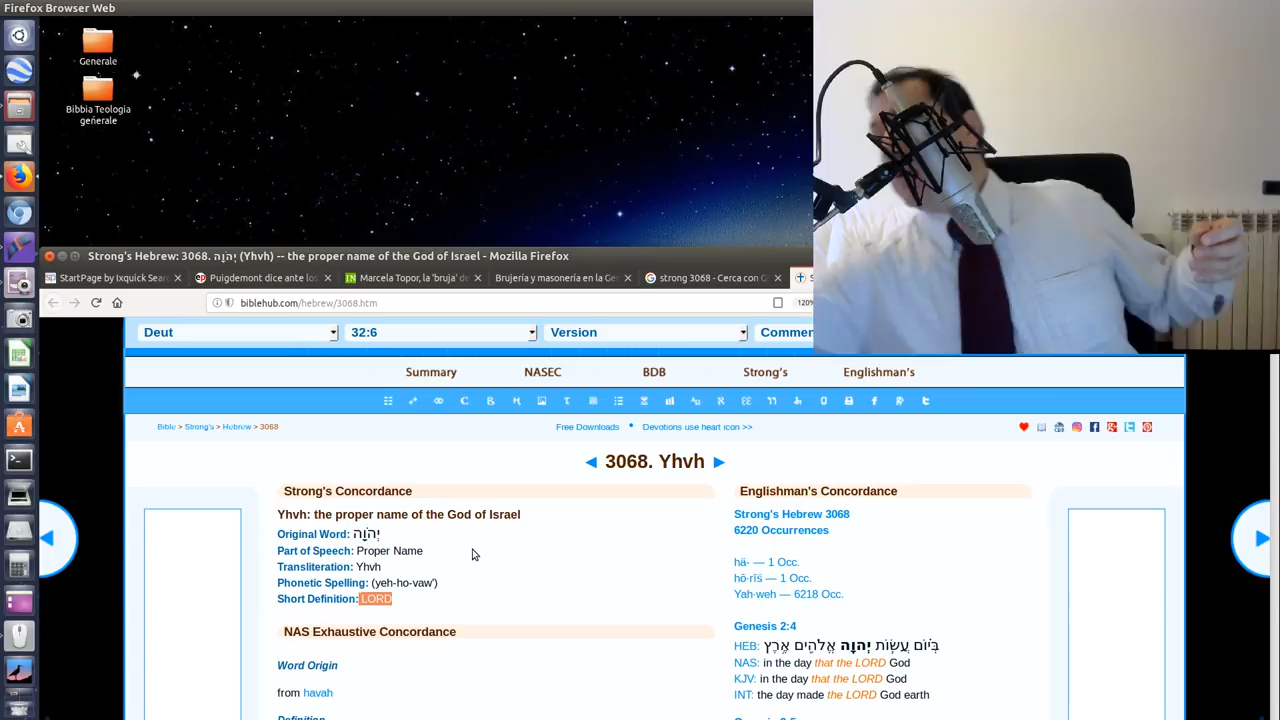 Firefox Browser Web
Generale
Bibbia Teologia
generale
Strong's Hebrew: 3068. יְהוָה (Yhvh) -- the proper name of the God of Israel - Mozilla Firefox
StartPage by Ixquick Sear
Puigdemont dice ante los
Marcela Topor, la 'bruja' de
Brujería y masonería en la Ge
strong 3068 - Cerca con G
biblehub.com/hebrew/3068.htm
120%
Deut
32:6
Version
Comme
Summary
NASEC
BDB
Strong's
Englishman's
Bible > Strong's > Hebrew > 3068
Free Downloads • Devotions use heart icon >>
◄ 3068. Yhvh ►
Strong's Concordance
Yhvh: the proper name of the God of Israel
Original Word: יְהֹוָה
Part of Speech: Proper Name
Transliteration: Yhvh
Phonetic Spelling: (yeh-ho-vaw')
Short Definition: LORD
NAS Exhaustive Concordance
Word Origin
from havah
Definition
Englishman's Concordance
Strong's Hebrew 3068
6220 Occurrences
hā- — 1 Occ.
hō·rîš — 1 Occ.
Yah·weh — 6218 Occ.
Genesis 2:4
HEB: בְּי֗וֹם עֲשׂ֛וֹת יְהוָ֥ה אֱלֹהִ֖ים אֶ֥רֶץ
NAS: in the day that the LORD God
KJV: in the day that the LORD God
INT: the day made the LORD God earth